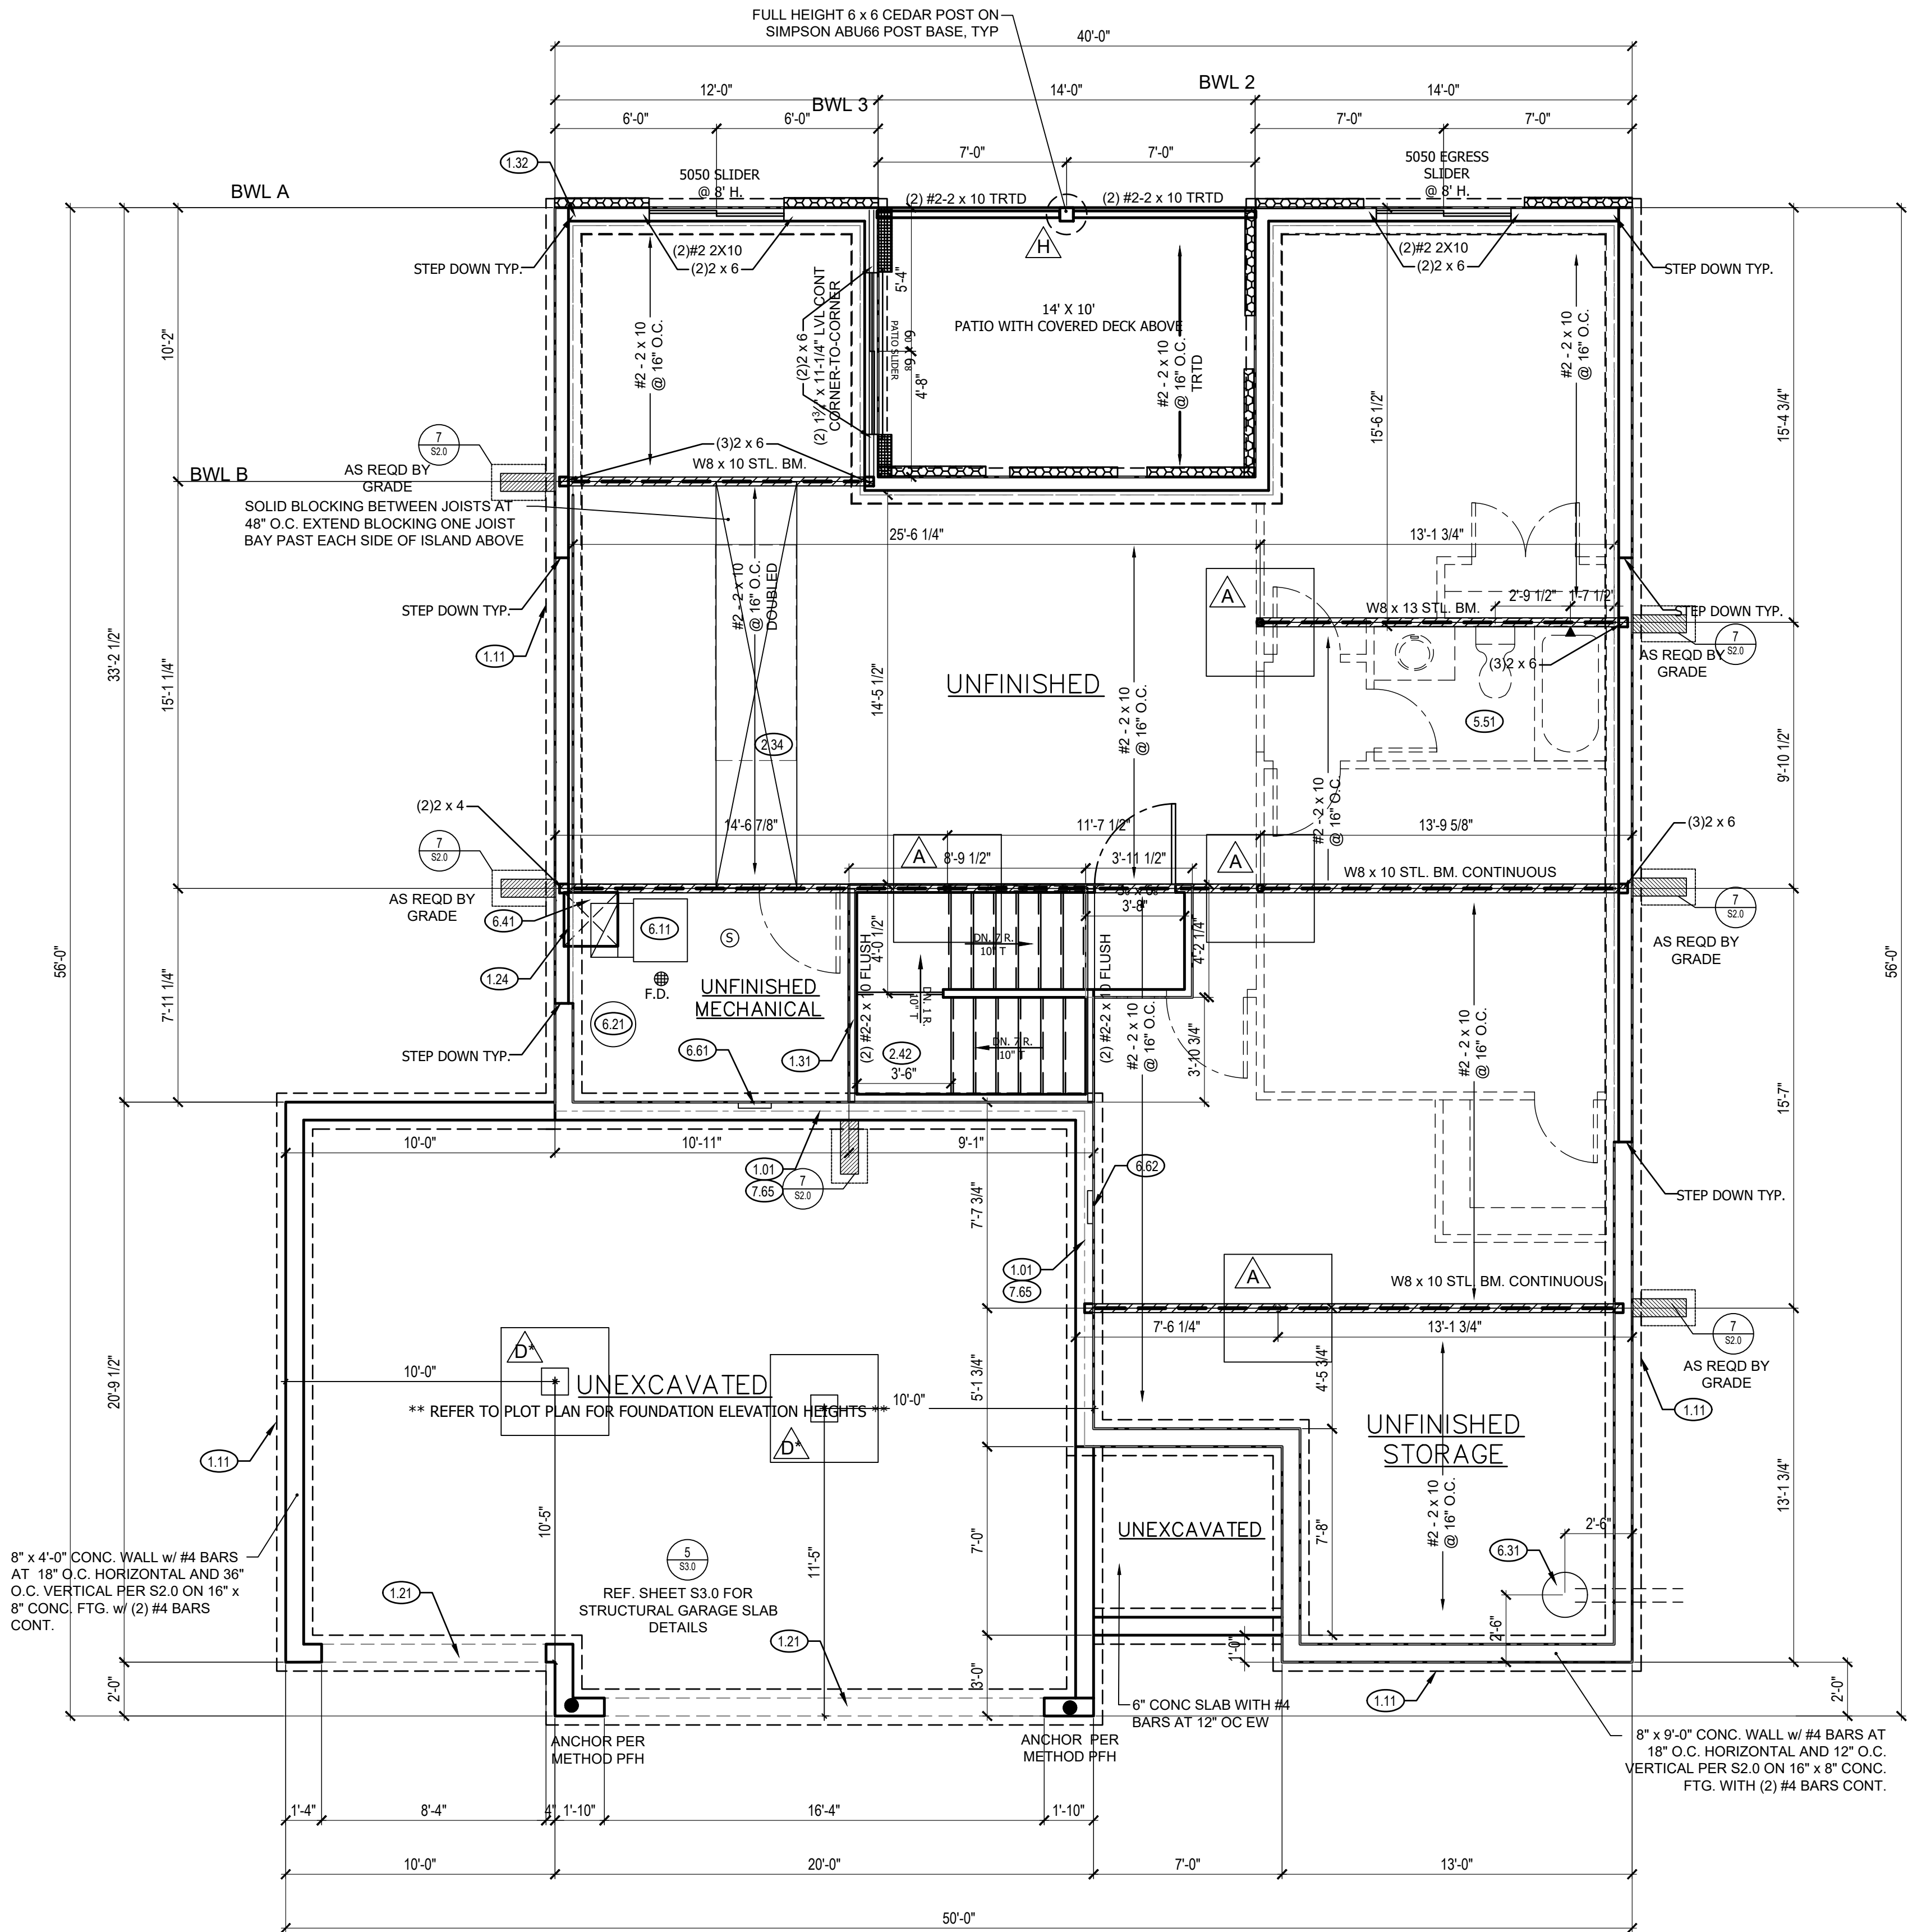 FULL HEIGHT 6 x 6 CEDAR POST ON
SIMPSON ABU66 POST BASE, TYP
40'-0"
12'-0"
14'-0"
BWL 2
14'-0"
BWL 3
6'-0"
6'-0"
7'-0"
7'-0"
7'-0"
7'-0"
1.32
5050 SLIDER
@ 8' H.
5050 EGRESS
SLIDER
@ 8' H.
BWL A
(2) #2-2 x 10 TRTD
(2) #2-2 x 10 TRTD
H
(2)#2 2X10
(2)2 x 6
(2)#2 2X10
(2)2 x 6
STEP DOWN TYP.
STEP DOWN TYP.
#2 - 2 x 10
@ 16" O.C.
(2)2 x 6
(2) 1¾" x 11-1/4" LVL CONT
CORNER-TO-CORNER
PATIO SLIDER
6⁰ 6⁸
5'-4"
4'-8"
14' X 10'
PATIO WITH COVERED DECK ABOVE
#2 - 2 x 10
@ 16" O.C.
TRTD
#2 - 2 x 10
@ 16" O.C.
15'-6 1/2"
10'-2"
15'-4 3/4"
7
S2.0
AS REQD BY
GRADE
BWL B
(3)2 x 6
W8 x 10 STL. BM.
SOLID BLOCKING BETWEEN JOISTS AT
48" O.C. EXTEND BLOCKING ONE JOIST
BAY PAST EACH SIDE OF ISLAND ABOVE
25'-6 1/4"
13'-1 3/4"
#2 - 2 x 10
@ 16" O.C.
DOUBLED
STEP DOWN TYP.
A
W8 x 13 STL. BM.
2'-9 1/2"
1'-7 1/2"
STEP DOWN TYP.
7
S2.0
AS REQD BY
GRADE
(3)2 x 6
1.11
33'-2 1/2"
15'-1 1/4"
14'-5 1/2"
UNFINISHED
#2 - 2 x 10
@ 16" O.C.
5.51
2.34
#2 - 2 x 10
@ 16" O.C.
9'-10 1/2"
(2)2 x 4
14'-6 7/8"
11'-7 1/2"
13'-9 5/8"
(3)2 x 6
7
S2.0
A
8'-9 1/2"
3'-11 1/2"
A
W8 x 10 STL. BM. CONTINUOUS
AS REQD BY
GRADE
6.41
6.11
S
3'-8"
7
S2.0
AS REQD BY
GRADE
1.24
F.D.
UNFINISHED
MECHANICAL
(2) #2-2 x 10 FLUSH
4'-0 1/2"
DN. 7 R.
10" T
DN. 1 R.
10" T
(2) #2-2 x 10 FLUSH
4'-2 1/4"
56'-0"
56'-0"
7'-11 1/4"
6.21
STEP DOWN TYP.
6.61
1.31
2.42
3'-6"
DN. 7 R.
10" T
#2 - 2 x 10
@ 16" O.C.
3'-10 3/4"
#2 - 2 x 10
@ 16" O.C.
15'-7"
10'-0"
10'-11"
9'-1"
1.01
7.65
7
S2.0
6.62
STEP DOWN TYP.
7'-7 3/4"
1.01
7.65
A
W8 x 10 STL. BM. CONTINUOUS
7'-6 1/4"
13'-1 3/4"
7
S2.0
AS REQD BY
GRADE
D*
10'-0"
UNEXCAVATED
** REFER TO PLOT PLAN FOR FOUNDATION ELEVATION HEIGHTS **
10'-0"
D*
20'-9 1/2"
5'-1 3/4"
4'-5 3/4"
1.11
1.11
UNFINISHED
STORAGE
#2 - 2 x 10
@ 16" O.C.
13'-1 3/4"
10'-5"
11'-5"
7'-0"
UNEXCAVATED
7'-8"
2'-6"
6.31
2'-6"
8" x 4'-0" CONC. WALL w/ #4 BARS
AT 18" O.C. HORIZONTAL AND 36"
O.C. VERTICAL PER S2.0 ON 16" x
8" CONC. FTG. w/ (2) #4 BARS
CONT.
1.21
5
S3.0
REF. SHEET S3.0 FOR
STRUCTURAL GARAGE SLAB
DETAILS
1.21
1'-0"
2'-0"
3'-0"
2'-0"
6" CONC SLAB WITH #4
BARS AT 12" OC EW
1.11
ANCHOR PER
METHOD PFH
ANCHOR PER
METHOD PFH
8" x 9'-0" CONC. WALL w/ #4 BARS AT
18" O.C. HORIZONTAL AND 12" O.C.
VERTICAL PER S2.0 ON 16" x 8" CONC.
FTG. WITH (2) #4 BARS CONT.
1'-4"
8'-4"
4"
1'-10"
16'-4"
1'-10"
10'-0"
20'-0"
7'-0"
13'-0"
50'-0"